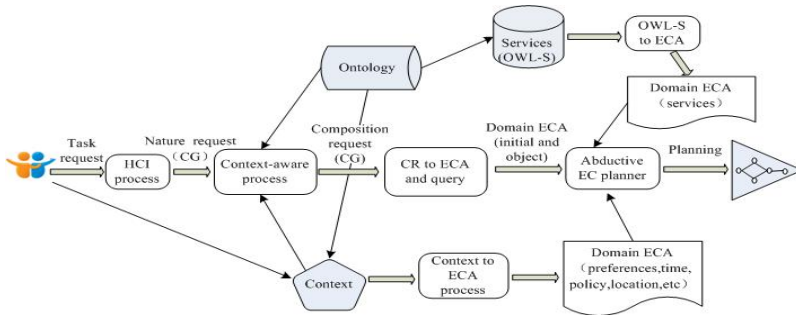 Ontology
Services
(OWL-S)
OWL-S
to ECA
Domain ECA
（services）
Task
request
HCI
process
Nature request
（CG）
Context-aware
process
Composition
request
(CG)
CR to ECA
and query
Domain ECA
(initial and
object)
Abductive
EC planner
Planning
Context
Context to
ECA
process
Domain ECA
（preferences,time,
policy,location,etc）